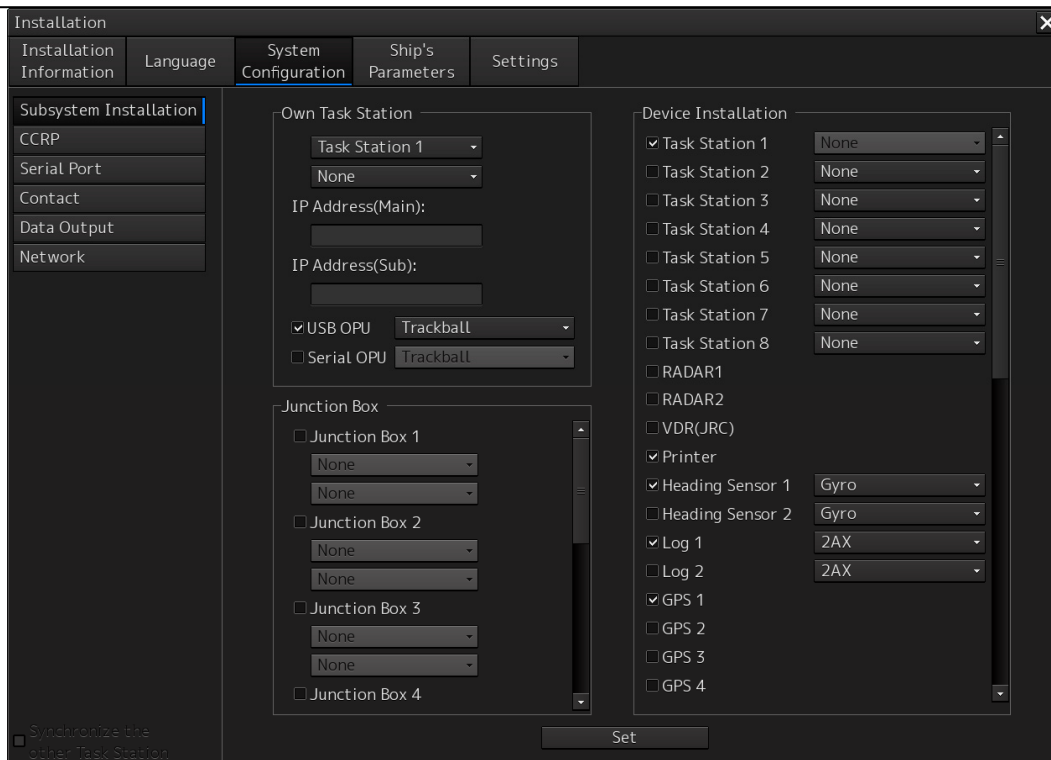 Installation
Installation Information
Language
System Configuration
Ship's Parameters
Settings
Subsystem Installation
CCRP
Serial Port
Contact
Data Output
Network
Own Task Station
Task Station 1
None
IP Address(Main):
IP Address(Sub):
USB OPU Trackball
Serial OPU Trackball
Junction Box
Junction Box 1
None
None
Junction Box 2
None
None
Junction Box 3
None
None
Junction Box 4
Device Installation
Task Station 1 None
Task Station 2 None
Task Station 3 None
Task Station 4 None
Task Station 5 None
Task Station 6 None
Task Station 7 None
Task Station 8 None
RADAR1
RADAR2
VDR(JRC)
Printer
Heading Sensor 1 Gyro
Heading Sensor 2 Gyro
Log 1 2AX
Log 2 2AX
GPS 1
GPS 2
GPS 3
GPS 4
Synchronize the
other Task Station
Set